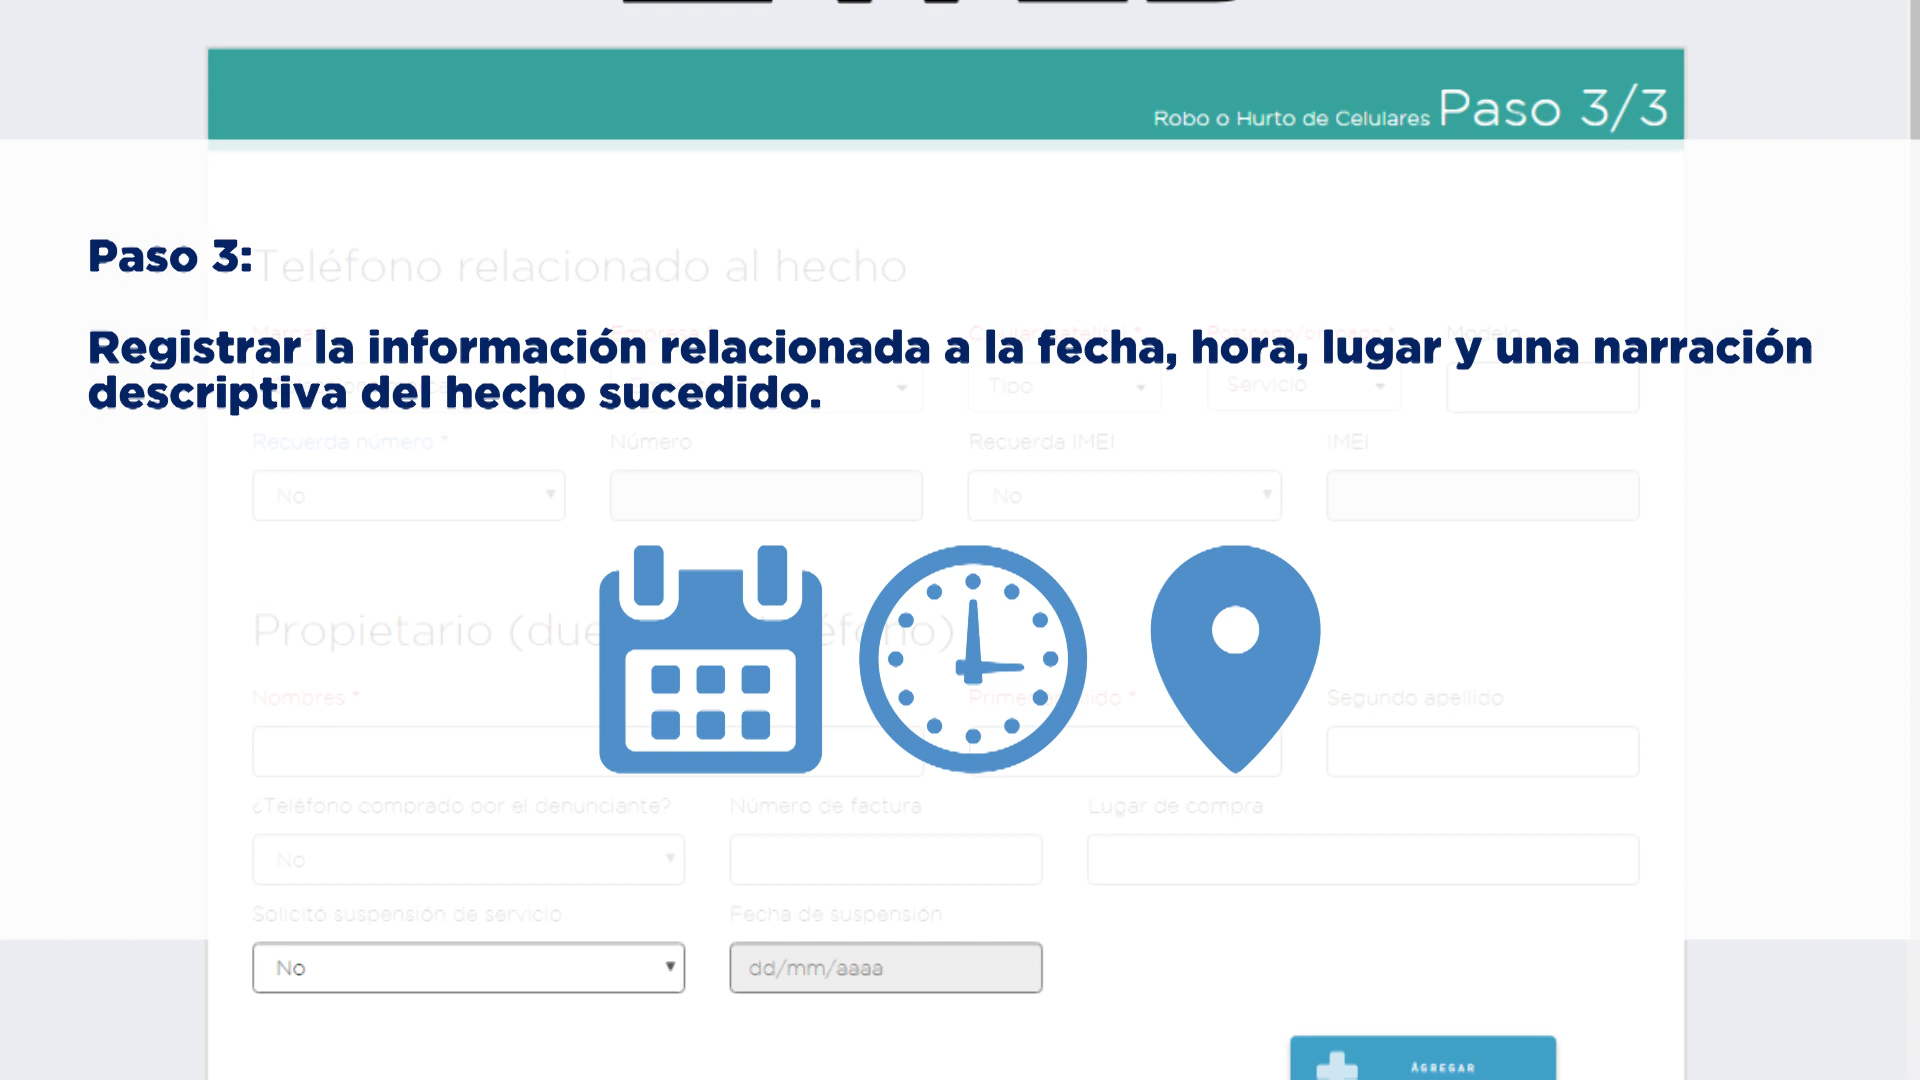 Robo o Hurto de Celulares Paso 3/3
Paso 3:
Teléfono relacionado al hecho
Registrar la información relacionada a la fecha, hora, lugar y una narración
descriptiva del hecho sucedido.
Tipo
Servicio
Recuerda número *
Número
Recuerda IMEI
IMEI
No
No
Propietario
Nombres *
Segundo apellido
¿Teléfono comprado por el denunciante?
Número de factura
Lugar de compra
No
Solicitó suspensión de servicio
Fecha de suspensión
No
dd/mm/aaaa
AGREGAR